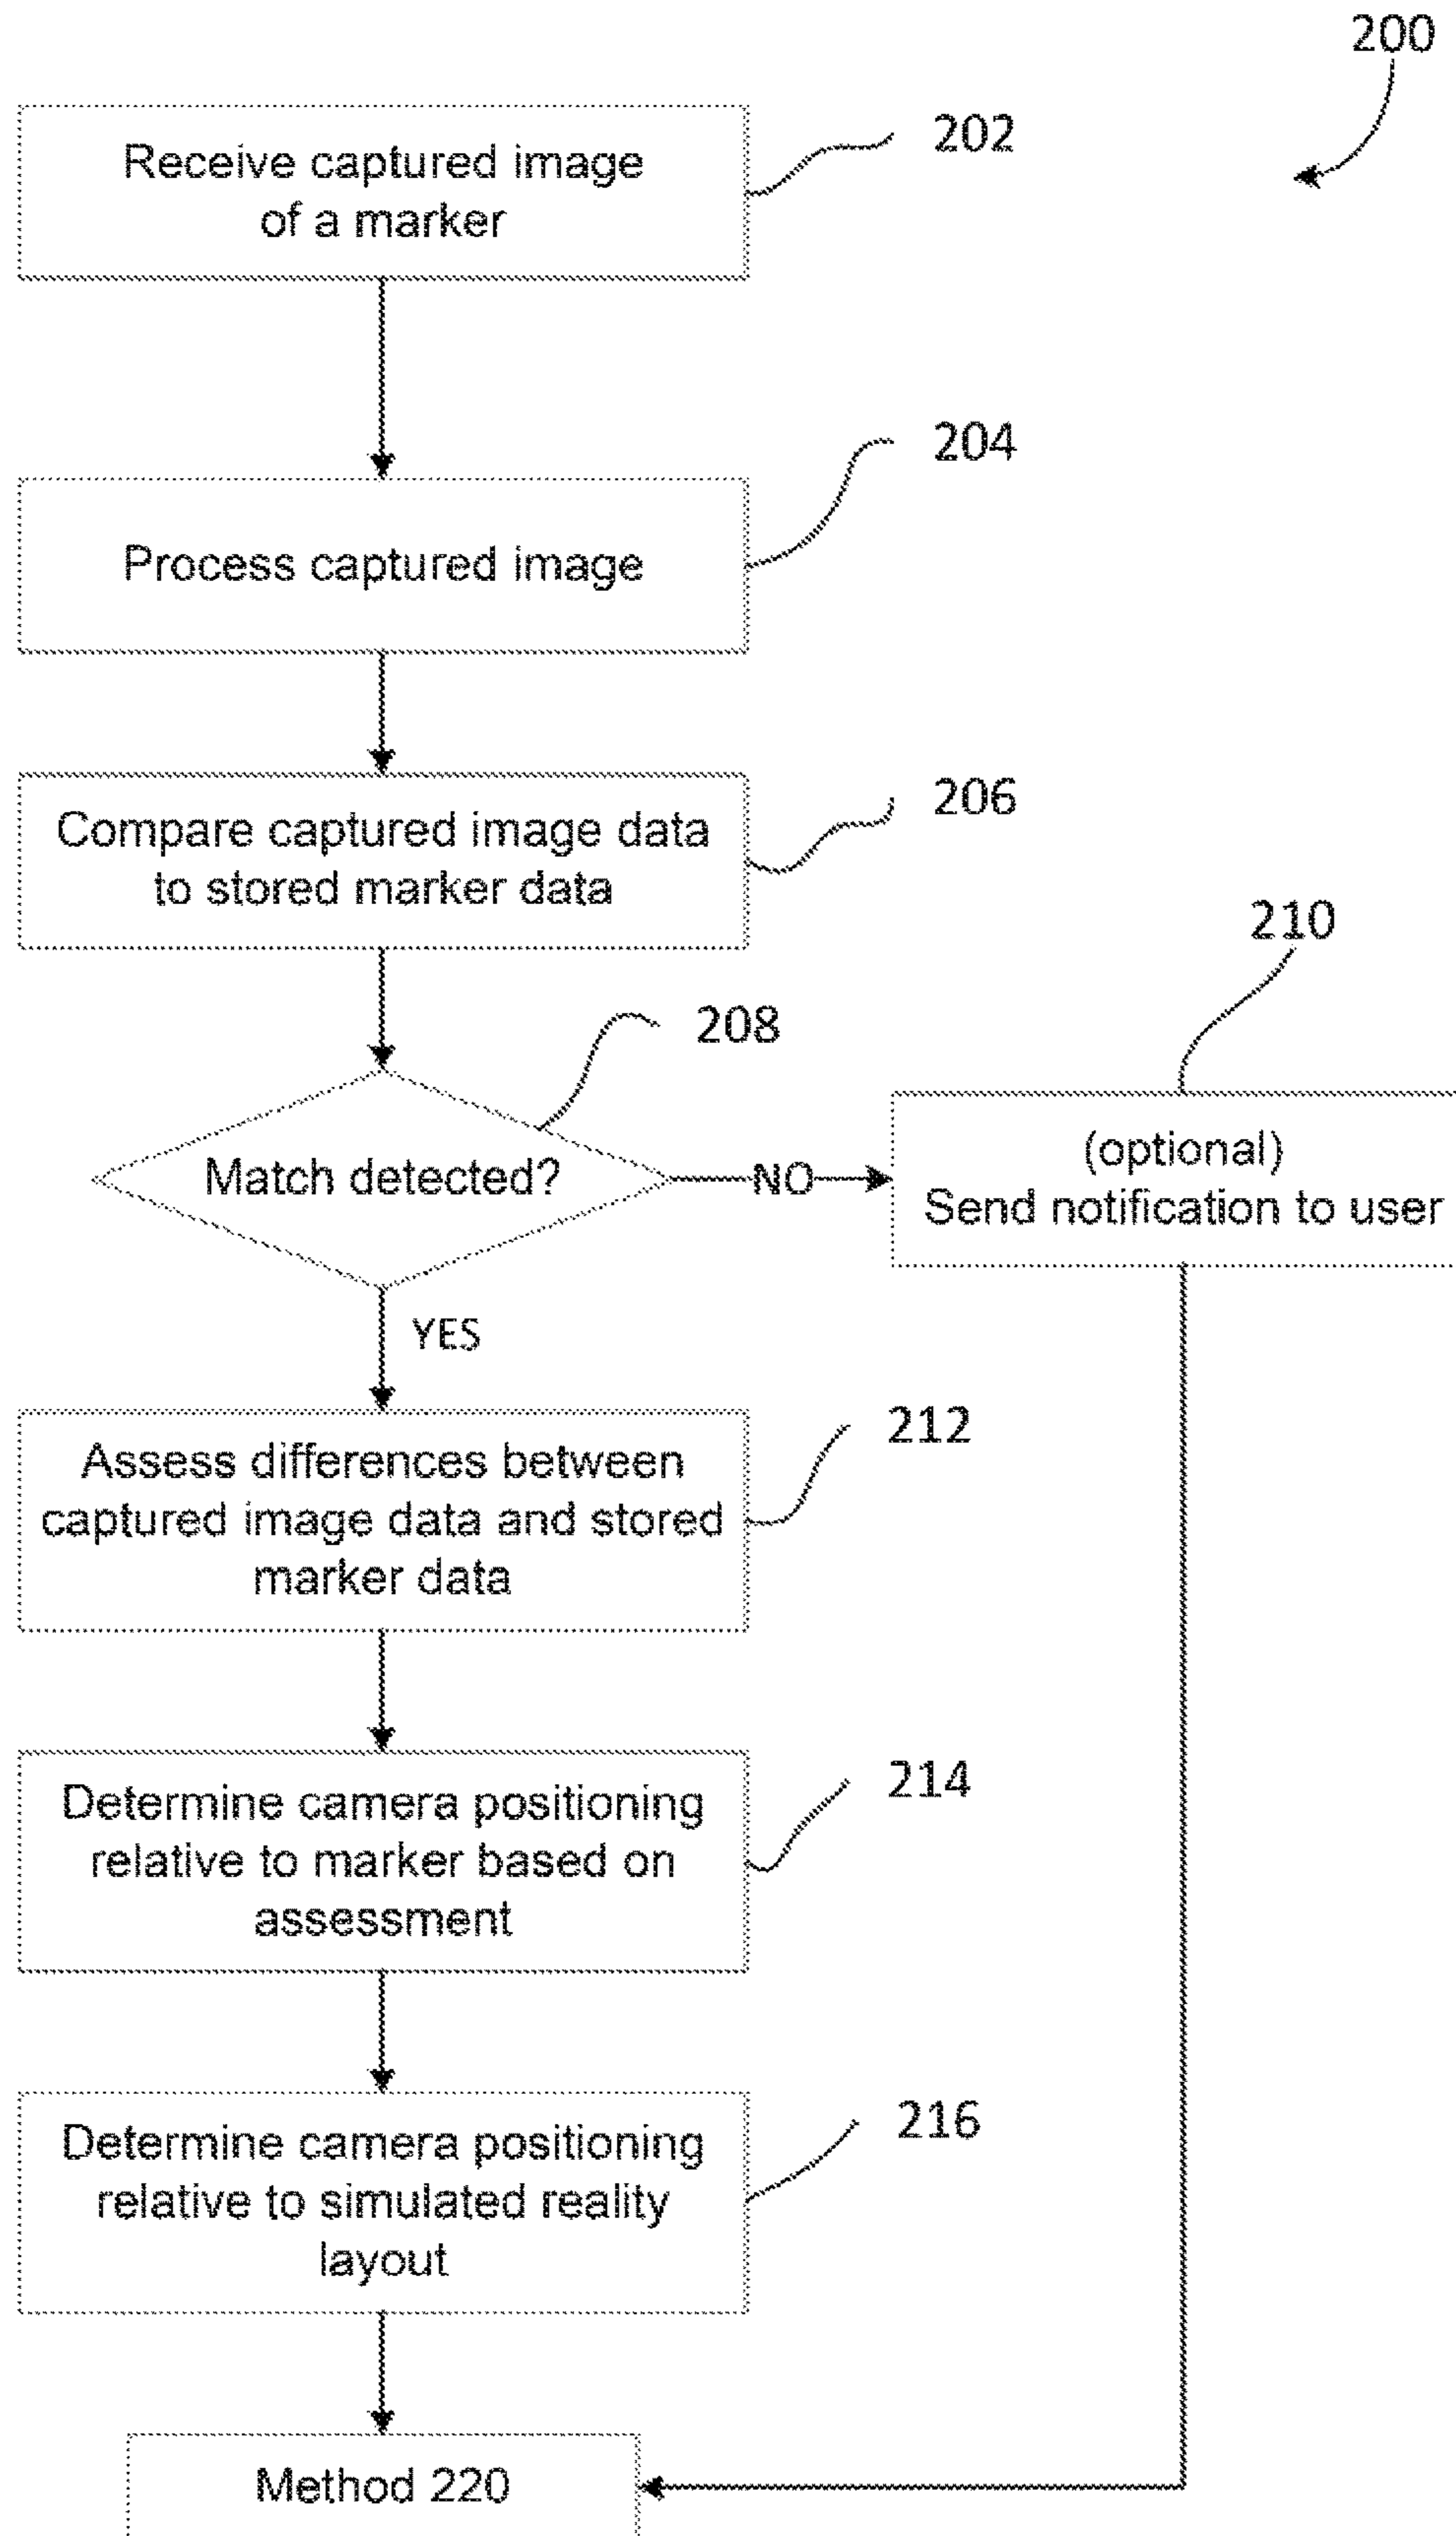 200
202
Receive captured image
of a marker
204
Process captured image
206
Compare captured image data
to stored marker data
210
208
Match detected?
NO
(optional)
Send notification to user
YES
212
Assess differences between
captured image data and stored
marker data
214
Determine camera positioning
relative to marker based on
assessment
216
Determine camera positioning
relative to simulated reality
layout
Method 220